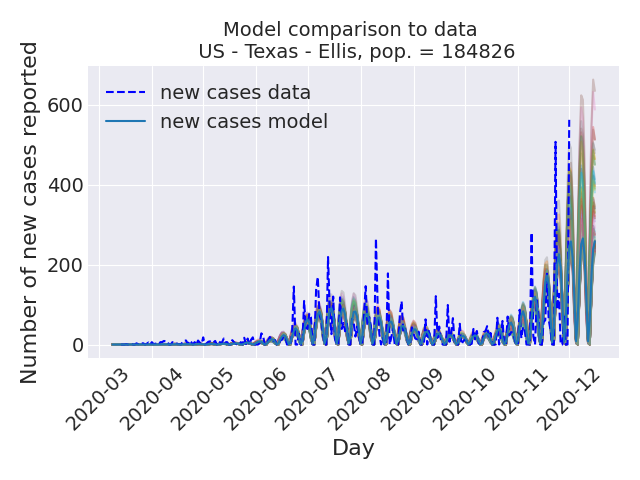 Model comparison to data
US - Texas - Ellis, pop. = 184826
Number of new cases reported
new cases data
new cases model
600
400
200
0
2020-03
2020-04
2020-05
2020-06
2020-07
2020-08
2020-09
2020-10
2020-11
2020-12
Day